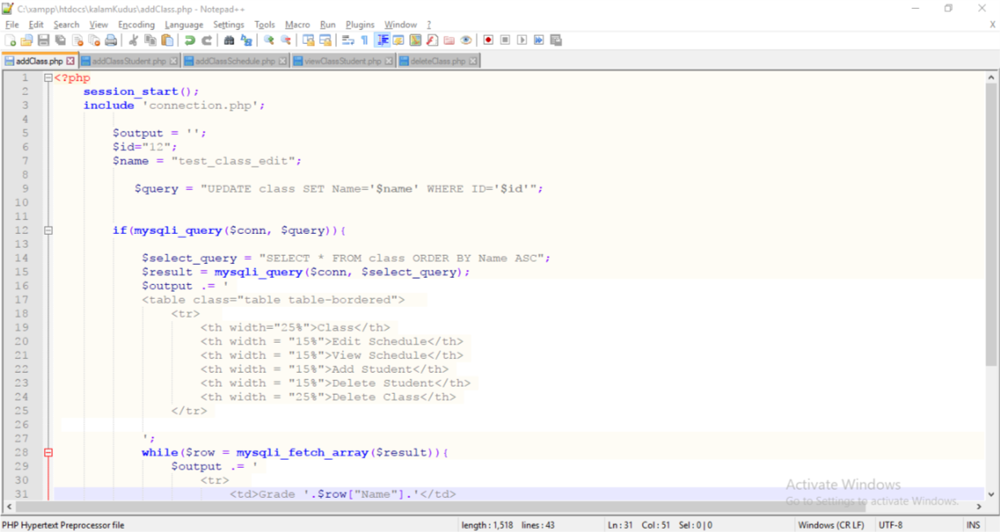 C:\xampp\htdocs\kalamKudus\addClass.php - Notepad++
File Edit Search View Encoding Language Settings Tools Macro Run Plugins Window ? X
addClass.php addClassStudent.php addClassSchedule.php viewClassStudent.php deleteClass.php
1 <?php
2 session_start();
3 include 'connection.php';
4
5 $output = '';
6 $id="12";
7 $name = "test_class_edit";
8
9 $query = "UPDATE class SET Name='$name' WHERE ID='$id'";
10
11
12 if(mysqli_query($conn, $query)){
13
14 $select_query = "SELECT * FROM class ORDER BY Name ASC";
15 $result = mysqli_query($conn, $select_query);
16 $output .= '
17 <table class="table table-bordered">
18 <tr>
19 <th width="25%">Class</th>
20 <th width = "15%">Edit Schedule</th>
21 <th width = "15%">View Schedule</th>
22 <th width = "15%">Add Student</th>
23 <th width = "15%">Delete Student</th>
24 <th width = "25%">Delete Class</th>
25 </tr>
26
27 ';
28 while($row = mysqli_fetch_array($result)){
29 $output .= '
30 <tr>
31 <td>Grade '.$row["Name"].'</td>
Activate Windows
Go to Settings to activate Windows.
PHP Hypertext Preprocessor file length : 1,518 lines : 43 Ln : 31 Col : 51 Sel : 0 | 0 Windows (CR LF) UTF-8 INS